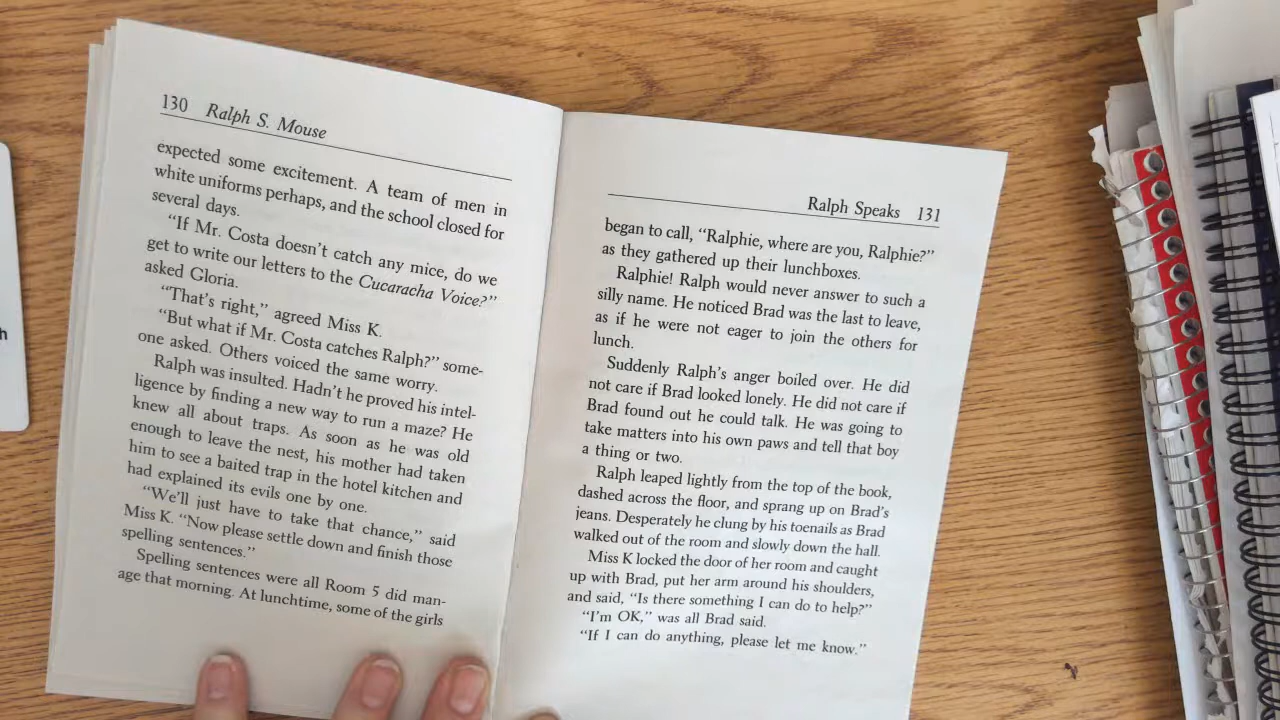 130 Ralph S. Mouse
expected some excitement. A team of men in
white uniforms perhaps, and the school closed for
several days.
“If Mr. Costa doesn’t catch any mice, do we
get to write our letters to the Cucaracha Voice?”
asked Gloria.
“That’s right,” agreed Miss K.
“But what if Mr. Costa catches Ralph?” some-
one asked. Others voiced the same worry.
Ralph was insulted. Hadn’t he proved his intel-
ligence by finding a new way to run a maze? He
knew all about traps. As soon as he was old
enough to leave the nest, his mother had taken
him to see a baited trap in the hotel kitchen and
had explained its evils one by one.
“We’ll just have to take that chance,” said
Miss K. “Now please settle down and finish those
spelling sentences.”
Spelling sentences were all Room 5 did man-
age that morning. At lunchtime, some of the girls
Ralph Speaks 131
began to call, “Ralphie, where are you, Ralphie?”
as they gathered up their lunchboxes.
Ralphie! Ralph would never answer to such a
silly name. He noticed Brad was the last to leave,
as if he were not eager to join the others for
lunch.
Suddenly Ralph’s anger boiled over. He did
not care if Brad looked lonely. He did not care if
Brad found out he could talk. He was going to
take matters into his own paws and tell that boy
a thing or two.
Ralph leaped lightly from the top of the book,
dashed across the floor, and sprang up on Brad’s
jeans. Desperately he clung by his toenails as Brad
walked out of the room and slowly down the hall.
Miss K locked the door of her room and caught
up with Brad, put her arm around his shoulders,
and said, “Is there something I can do to help?”
“I’m OK,” was all Brad said.
“If I can do anything, please let me know.”
h